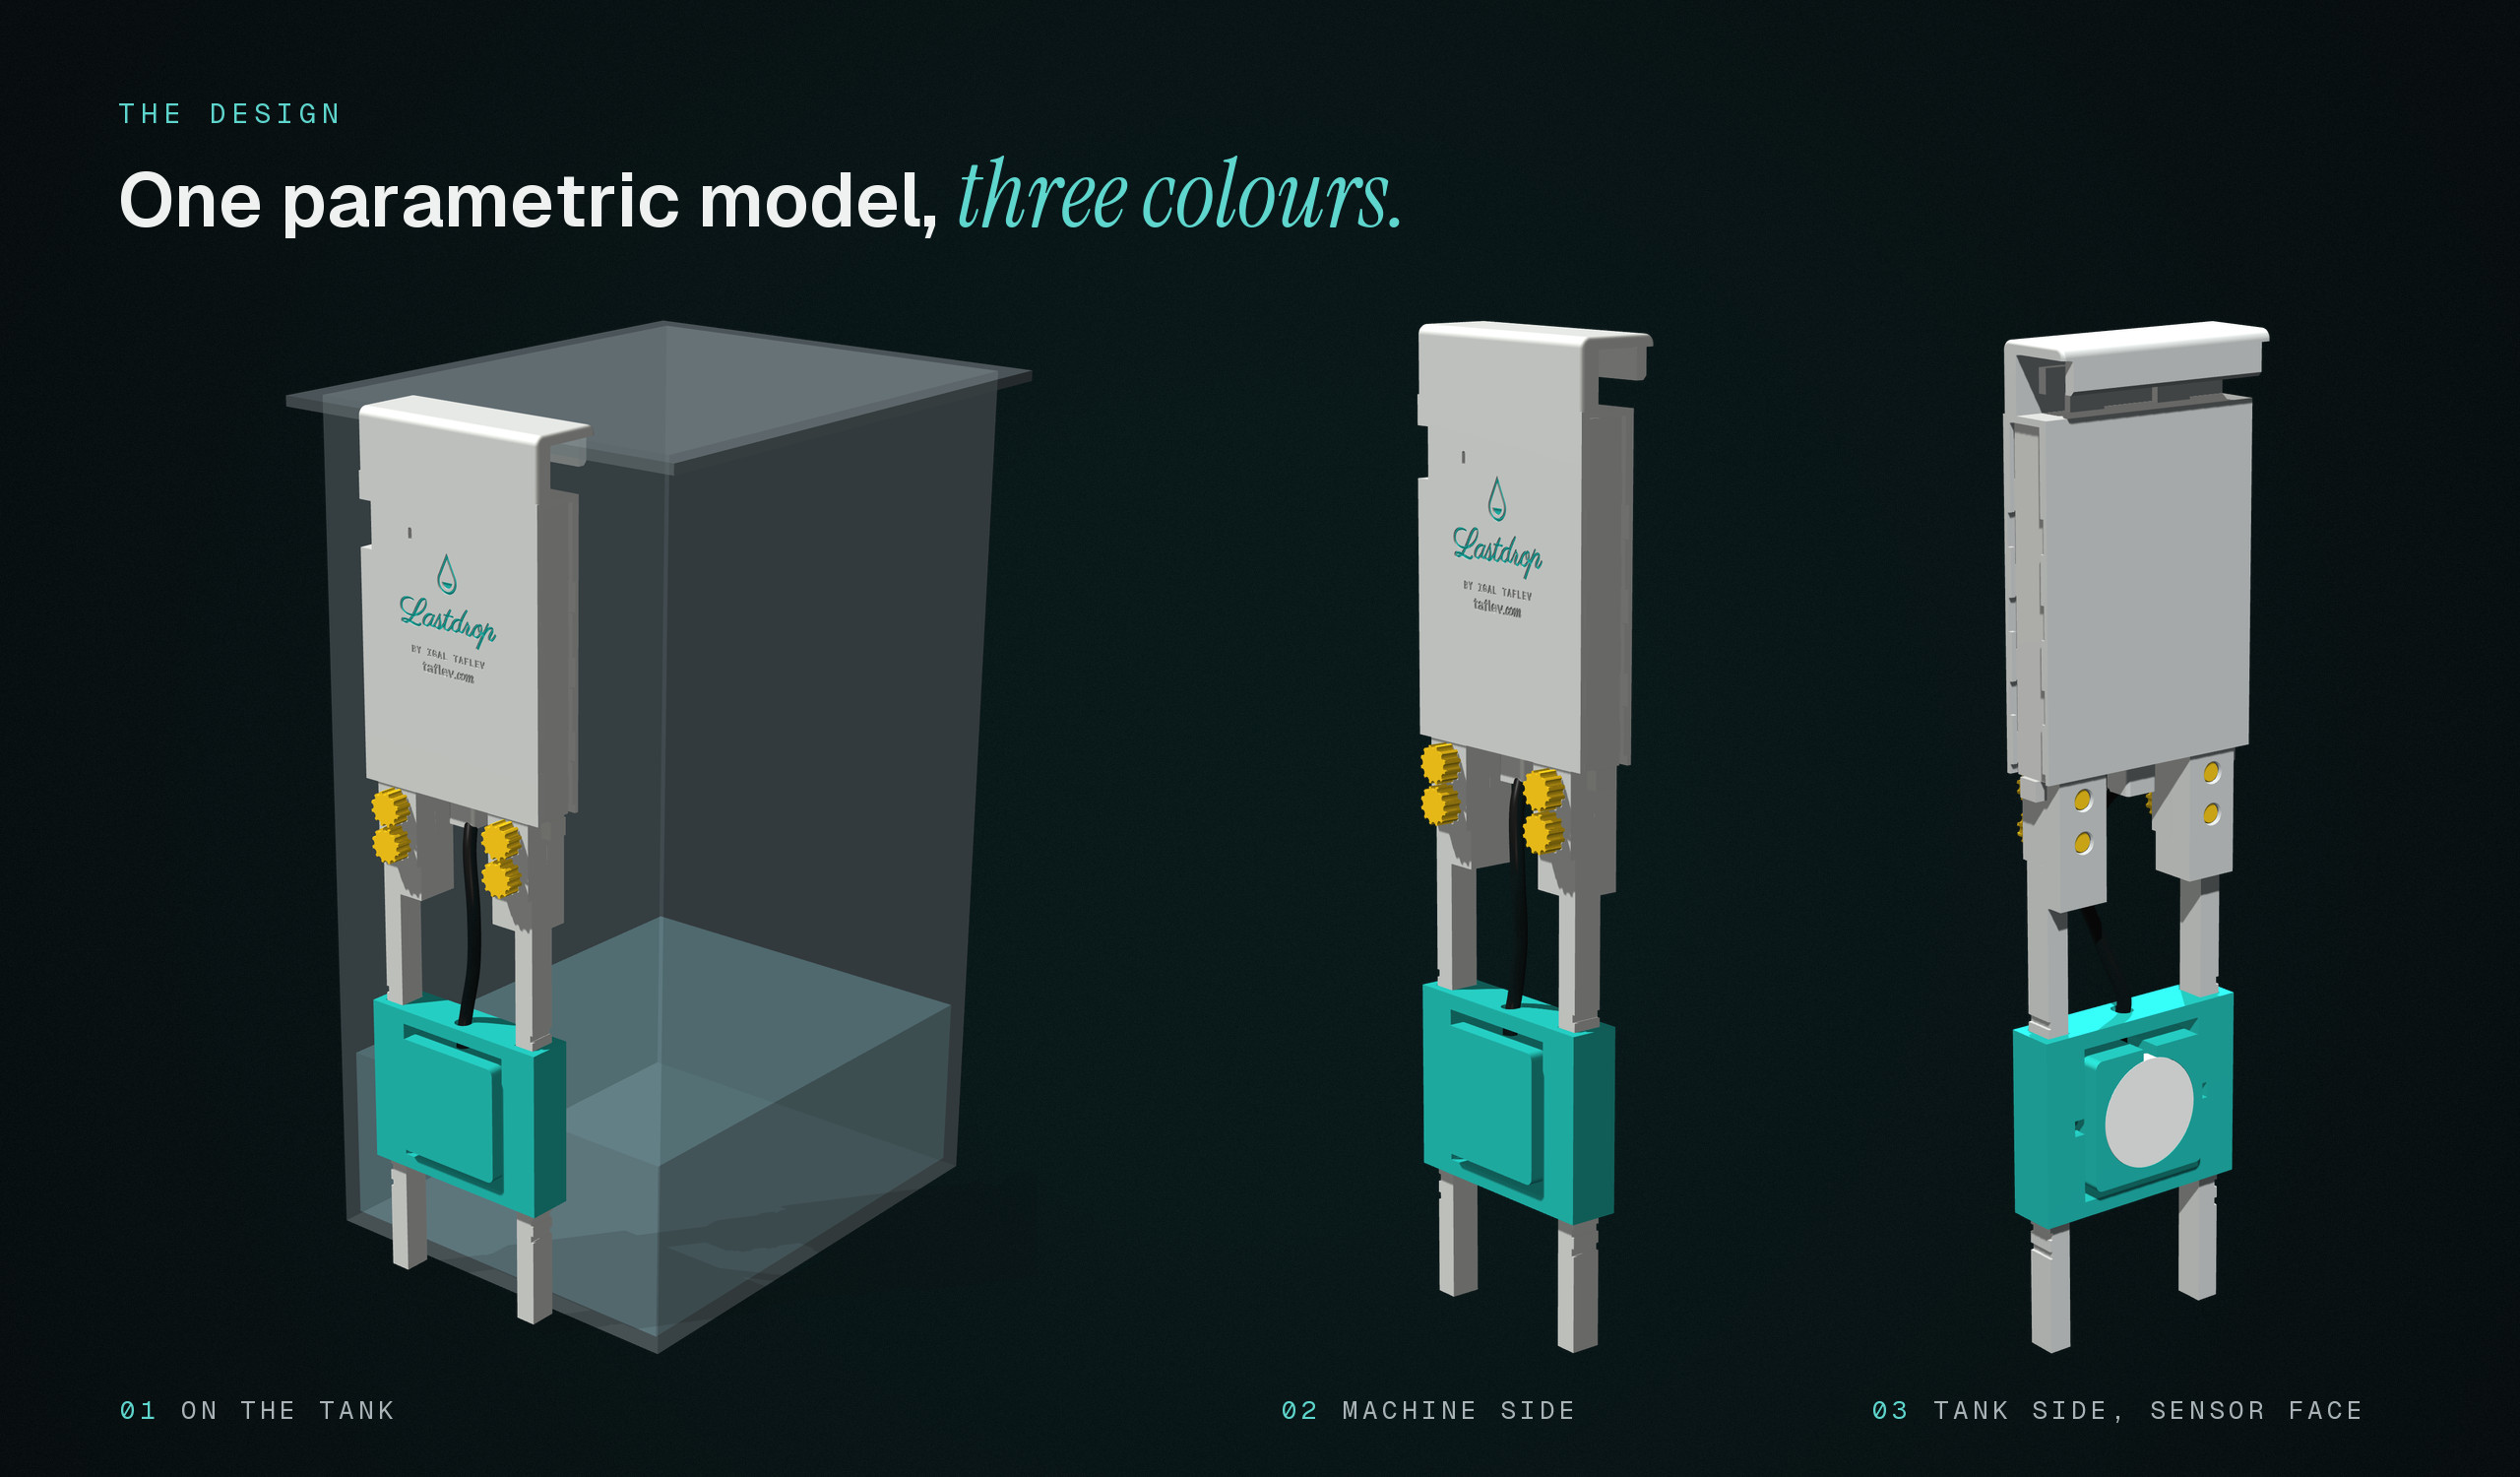 THE DESIGN
One parametric model, three colours.
Lastdrop
BY IGAL TAFLEV
taflev.com
Lastdrop
BY IGAL TAFLEV
taflev.com
01 ON THE TANK
02 MACHINE SIDE
03 TANK SIDE, SENSOR FACE